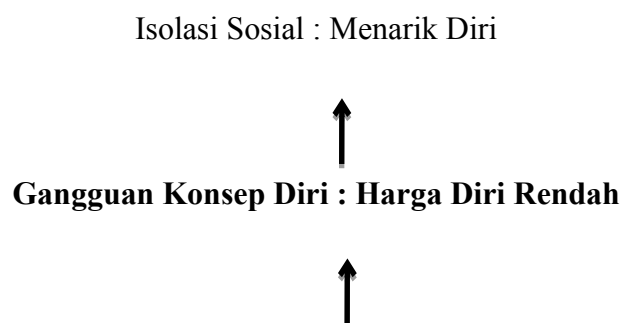 Isolasi Sosial : Menarik Diri
Gangguan Konsep Diri : Harga Diri Rendah